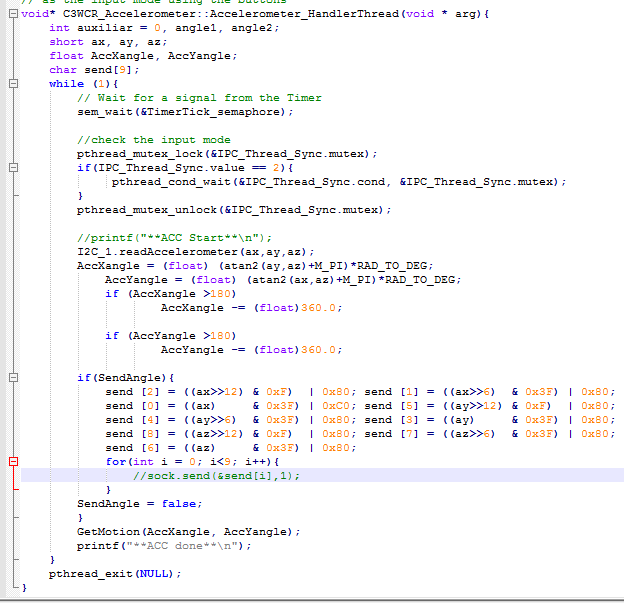 // as the input mode using the buttons
void* C3WCR_Accelerometer::Accelerometer_HandlerThread(void * arg){
int auxiliar = 0, angle1, angle2;
short ax, ay, az;
float AccXangle, AccYangle;
char send[9];
while (1){
// Wait for a signal from the Timer
sem_wait(&TimerTick_semaphore);
//check the input mode
pthread_mutex_lock(&IPC_Thread_Sync.mutex);
if(IPC_Thread_Sync.value == 2){
pthread_cond_wait(&IPC_Thread_Sync.cond, &IPC_Thread_Sync.mutex);
}
pthread_mutex_unlock(&IPC_Thread_Sync.mutex);
//printf("**ACC Start**\n");
I2C_1.readAccelerometer(ax,ay,az);
AccXangle = (float) (atan2(ay,az)+M_PI)*RAD_TO_DEG;
AccYangle = (float) (atan2(ax,az)+M_PI)*RAD_TO_DEG;
if (AccXangle >180)
AccXangle -= (float)360.0;
if (AccYangle >180)
AccYangle -= (float)360.0;
if(SendAngle){
send [2] = ((ax>>12) & 0xF) | 0x80; send [1] = ((ax>>6) & 0x3F) | 0x80;
send [0] = ((ax) & 0x3F) | 0xC0; send [5] = ((ay>>12) & 0xF) | 0x80;
send [4] = ((ay>>6) & 0x3F) | 0x80; send [3] = ((ay) & 0x3F) | 0x80;
send [8] = ((az>>12) & 0xF) | 0x80; send [7] = ((az>>6) & 0x3F) | 0x80;
send [6] = ((az) & 0x3F) | 0x80;
for(int i = 0; i<9; i++){
//sock.send(&send[i],1);
}
SendAngle = false;
}
GetMotion(AccXangle, AccYangle);
printf("**ACC done**\n");
}
pthread_exit(NULL);
}